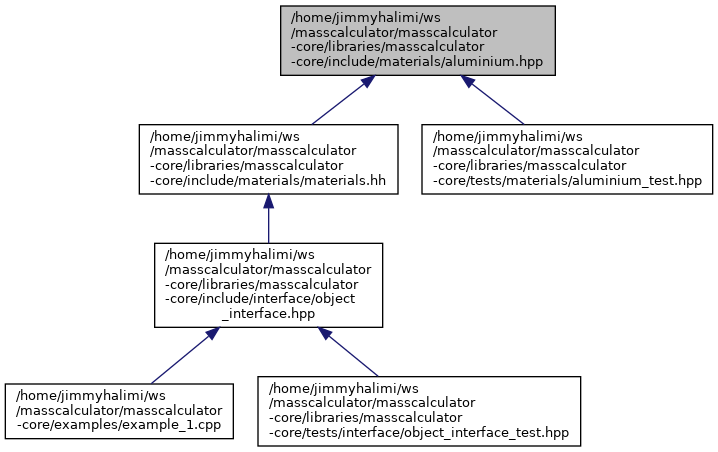 /home/jimmyhalimi/ws
/masscalculator/masscalculator
-core/libraries/masscalculator
-core/include/materials/aluminium.hpp
/home/jimmyhalimi/ws
/masscalculator/masscalculator
-core/libraries/masscalculator
-core/include/materials/materials.hh
/home/jimmyhalimi/ws
/masscalculator/masscalculator
-core/libraries/masscalculator
-core/tests/materials/aluminium_test.hpp
/home/jimmyhalimi/ws
/masscalculator/masscalculator
-core/libraries/masscalculator
-core/include/interface/object
_interface.hpp
/home/jimmyhalimi/ws
/masscalculator/masscalculator
-core/examples/example_1.cpp
/home/jimmyhalimi/ws
/masscalculator/masscalculator
-core/libraries/masscalculator
-core/tests/interface/object_interface_test.hpp